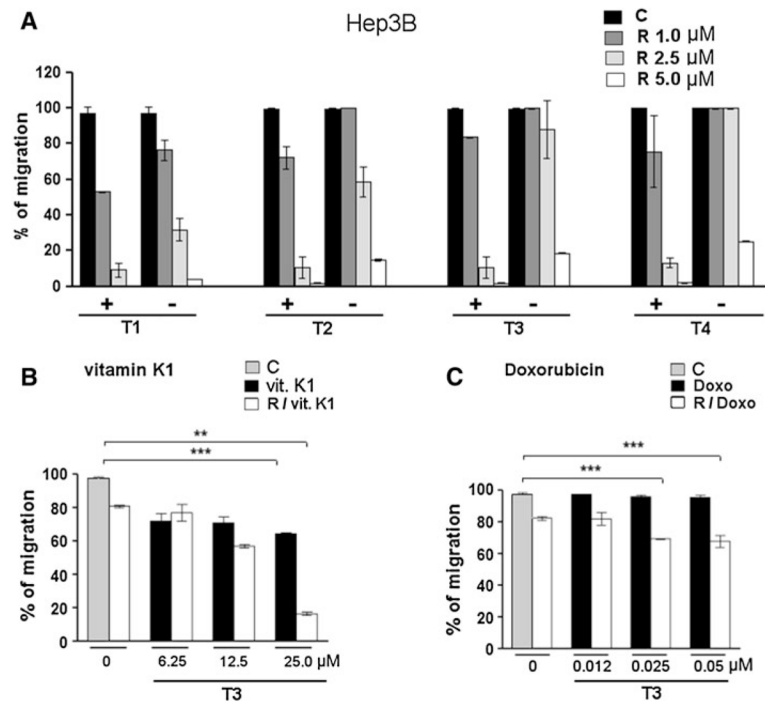 A
Hep3B
C
R 1.0 μM
R 2.5 μM
R 5.0 μM
% of migration
120
100
80
60
40
20
0
+ - + - + - + -
T1 T2 T3 T4
B vitamin K1
C
vit. K1
R / vit. K1
**
***
% of migration
100
80
60
40
20
0
0 6.25 12.5 25.0 μM
T3
C Doxorubicin
C
Doxo
R / Doxo
***
***
% of migration
100
80
60
40
20
0
0 0.012 0.025 0.05 μM
T3